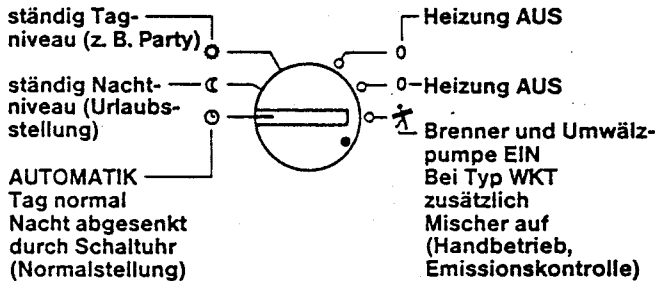 ständig Tag-
niveau (z. B. Party)
ständig Nacht-
niveau (Urlaubs-
stellung)
AUTOMATIK
Tag normal
Nacht abgesenkt
durch Schaltuhr
(Normalstellung)
0 Heizung AUS
0 Heizung AUS
Brenner und Umwälz-
pumpe EIN
Bei Typ WKT
zusätzlich
Mischer auf
(Handbetrieb,
Emissionskontrolle)